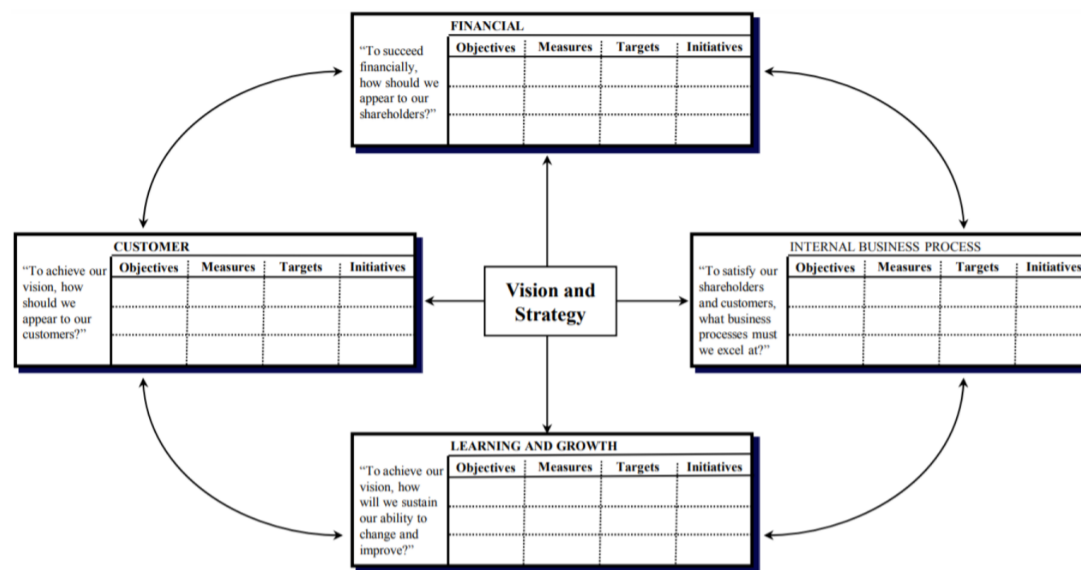 FINANCIAL
Objectives Measures Targets Initiatives
“To succeed
financially,
how should we
appear to our
shareholders?”
CUSTOMER
Objectives Measures Targets Initiatives
“To achieve our
vision, how
should we
appear to our
customers?”
Vision and
Strategy
INTERNAL BUSINESS PROCESS
Objectives Measures Targets Initiatives
“To satisfy our
shareholders
and customers,
what business
processes must
we excel at?”
LEARNING AND GROWTH
Objectives Measures Targets Initiatives
“To achieve our
vision, how
will we sustain
our ability to
change and
improve?”